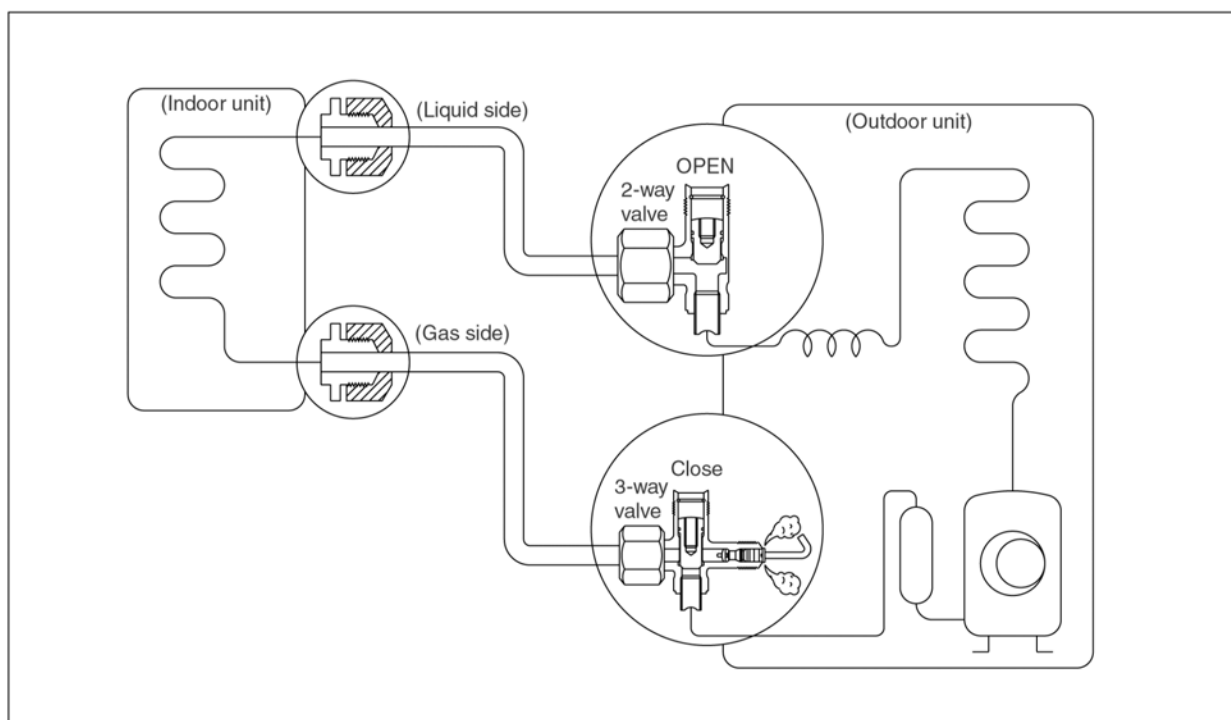 (Indoor unit)
(Liquid side)
(Outdoor unit)
OPEN
2-way
valve
(Gas side)
Close
3-way
valve